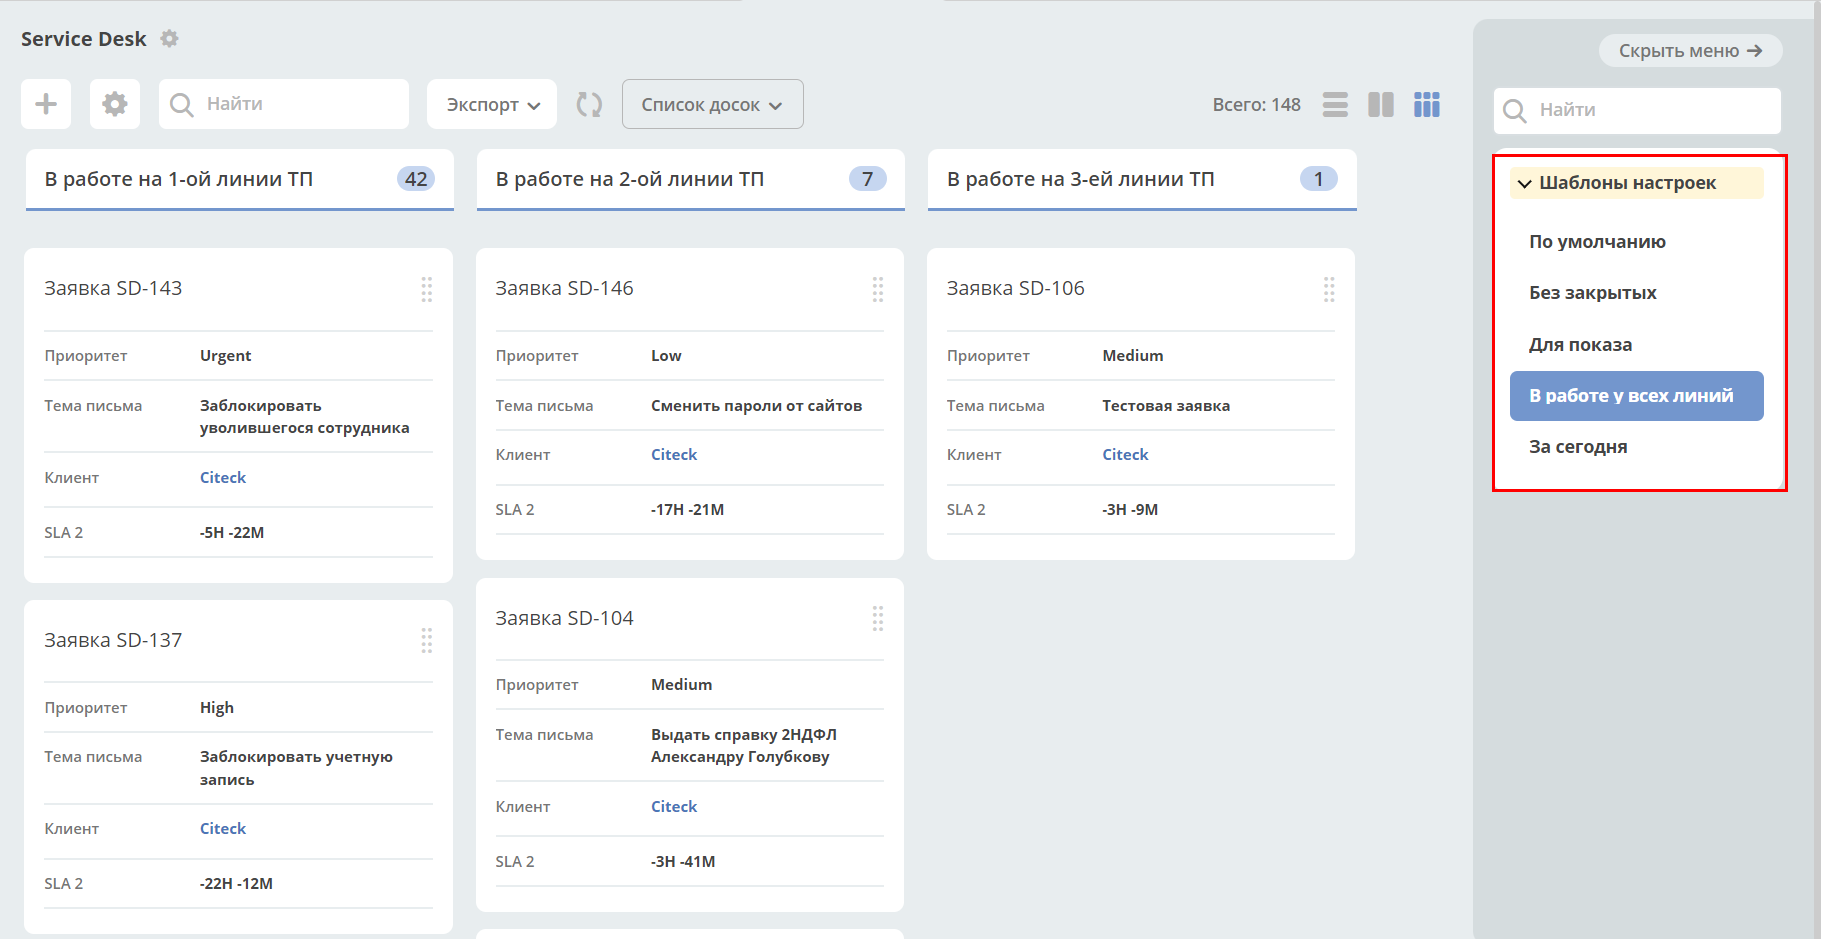 Service Desk
Найти
Экспорт
Список досок
Всего: 148
В работе на 1-ой линии ТП
42
Заявка SD-143
Приоритет Urgent
Тема письма Заблокировать
уволившегося сотрудника
Клиент Citeck
SLA 2 -5H -22M
Заявка SD-137
Приоритет High
Тема письма Заблокировать учетную
запись
Клиент Citeck
SLA 2 -22H -12M
В работе на 2-ой линии ТП
7
Заявка SD-146
Приоритет Low
Тема письма Сменить пароли от сайтов
Клиент Citeck
SLA 2 -17H -21M
Заявка SD-104
Приоритет Medium
Тема письма Выдать справку 2НДФЛ
Александру Голубкову
Клиент Citeck
SLA 2 -3H -41M
В работе на 3-ей линии ТП
1
Заявка SD-106
Приоритет Medium
Тема письма Тестовая заявка
Клиент Citeck
SLA 2 -3H -9M
Скрыть меню
Найти
Шаблоны настроек
По умолчанию
Без закрытых
Для показа
В работе у всех линий
За сегодня